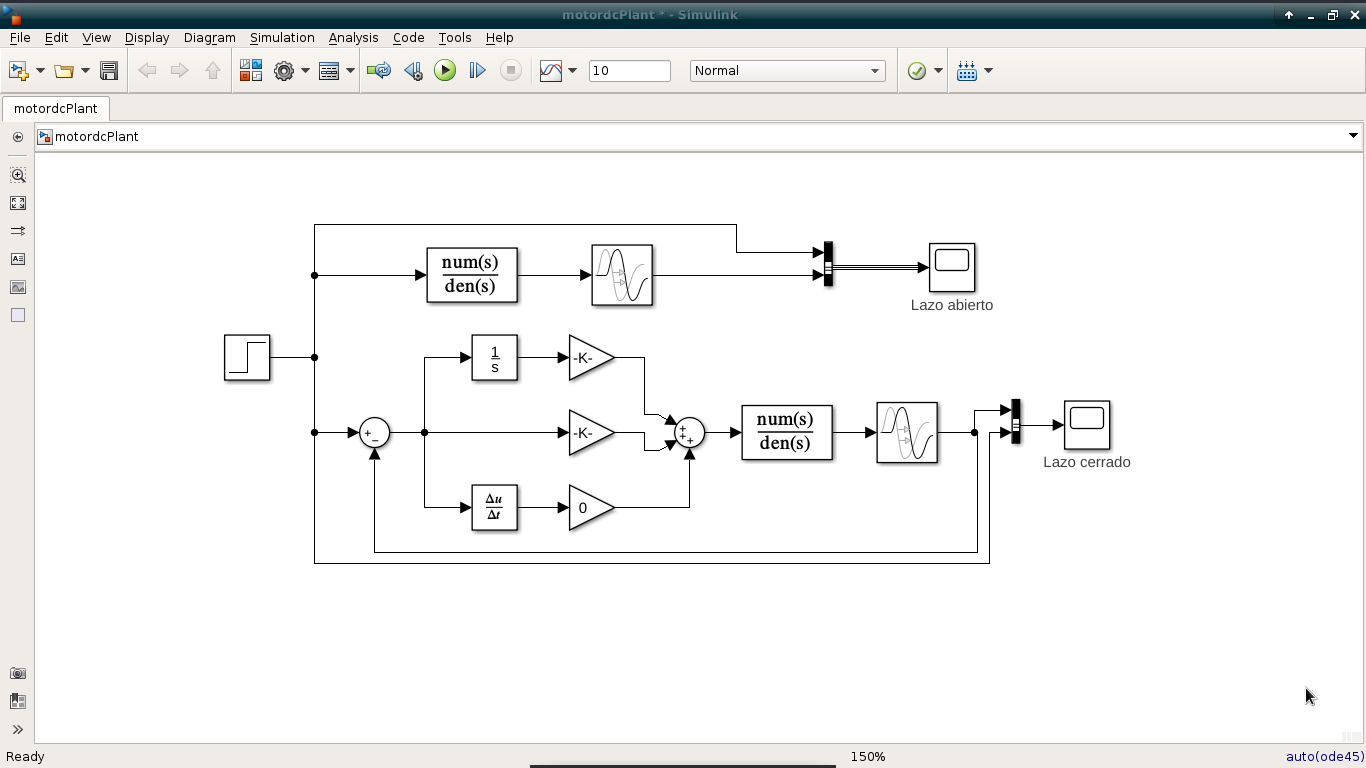 motordcPlant * - Simulink
File Edit View Display Diagram Simulation Analysis Code Tools Help
10 Normal
motordcPlant
motordcPlant
num(s)
den(s)
Lazo abierto
1
s
-K-
+
−
-K-
+
+
+
num(s)
den(s)
Lazo cerrado
Δu
Δt
0
Ready 150% auto(ode45)